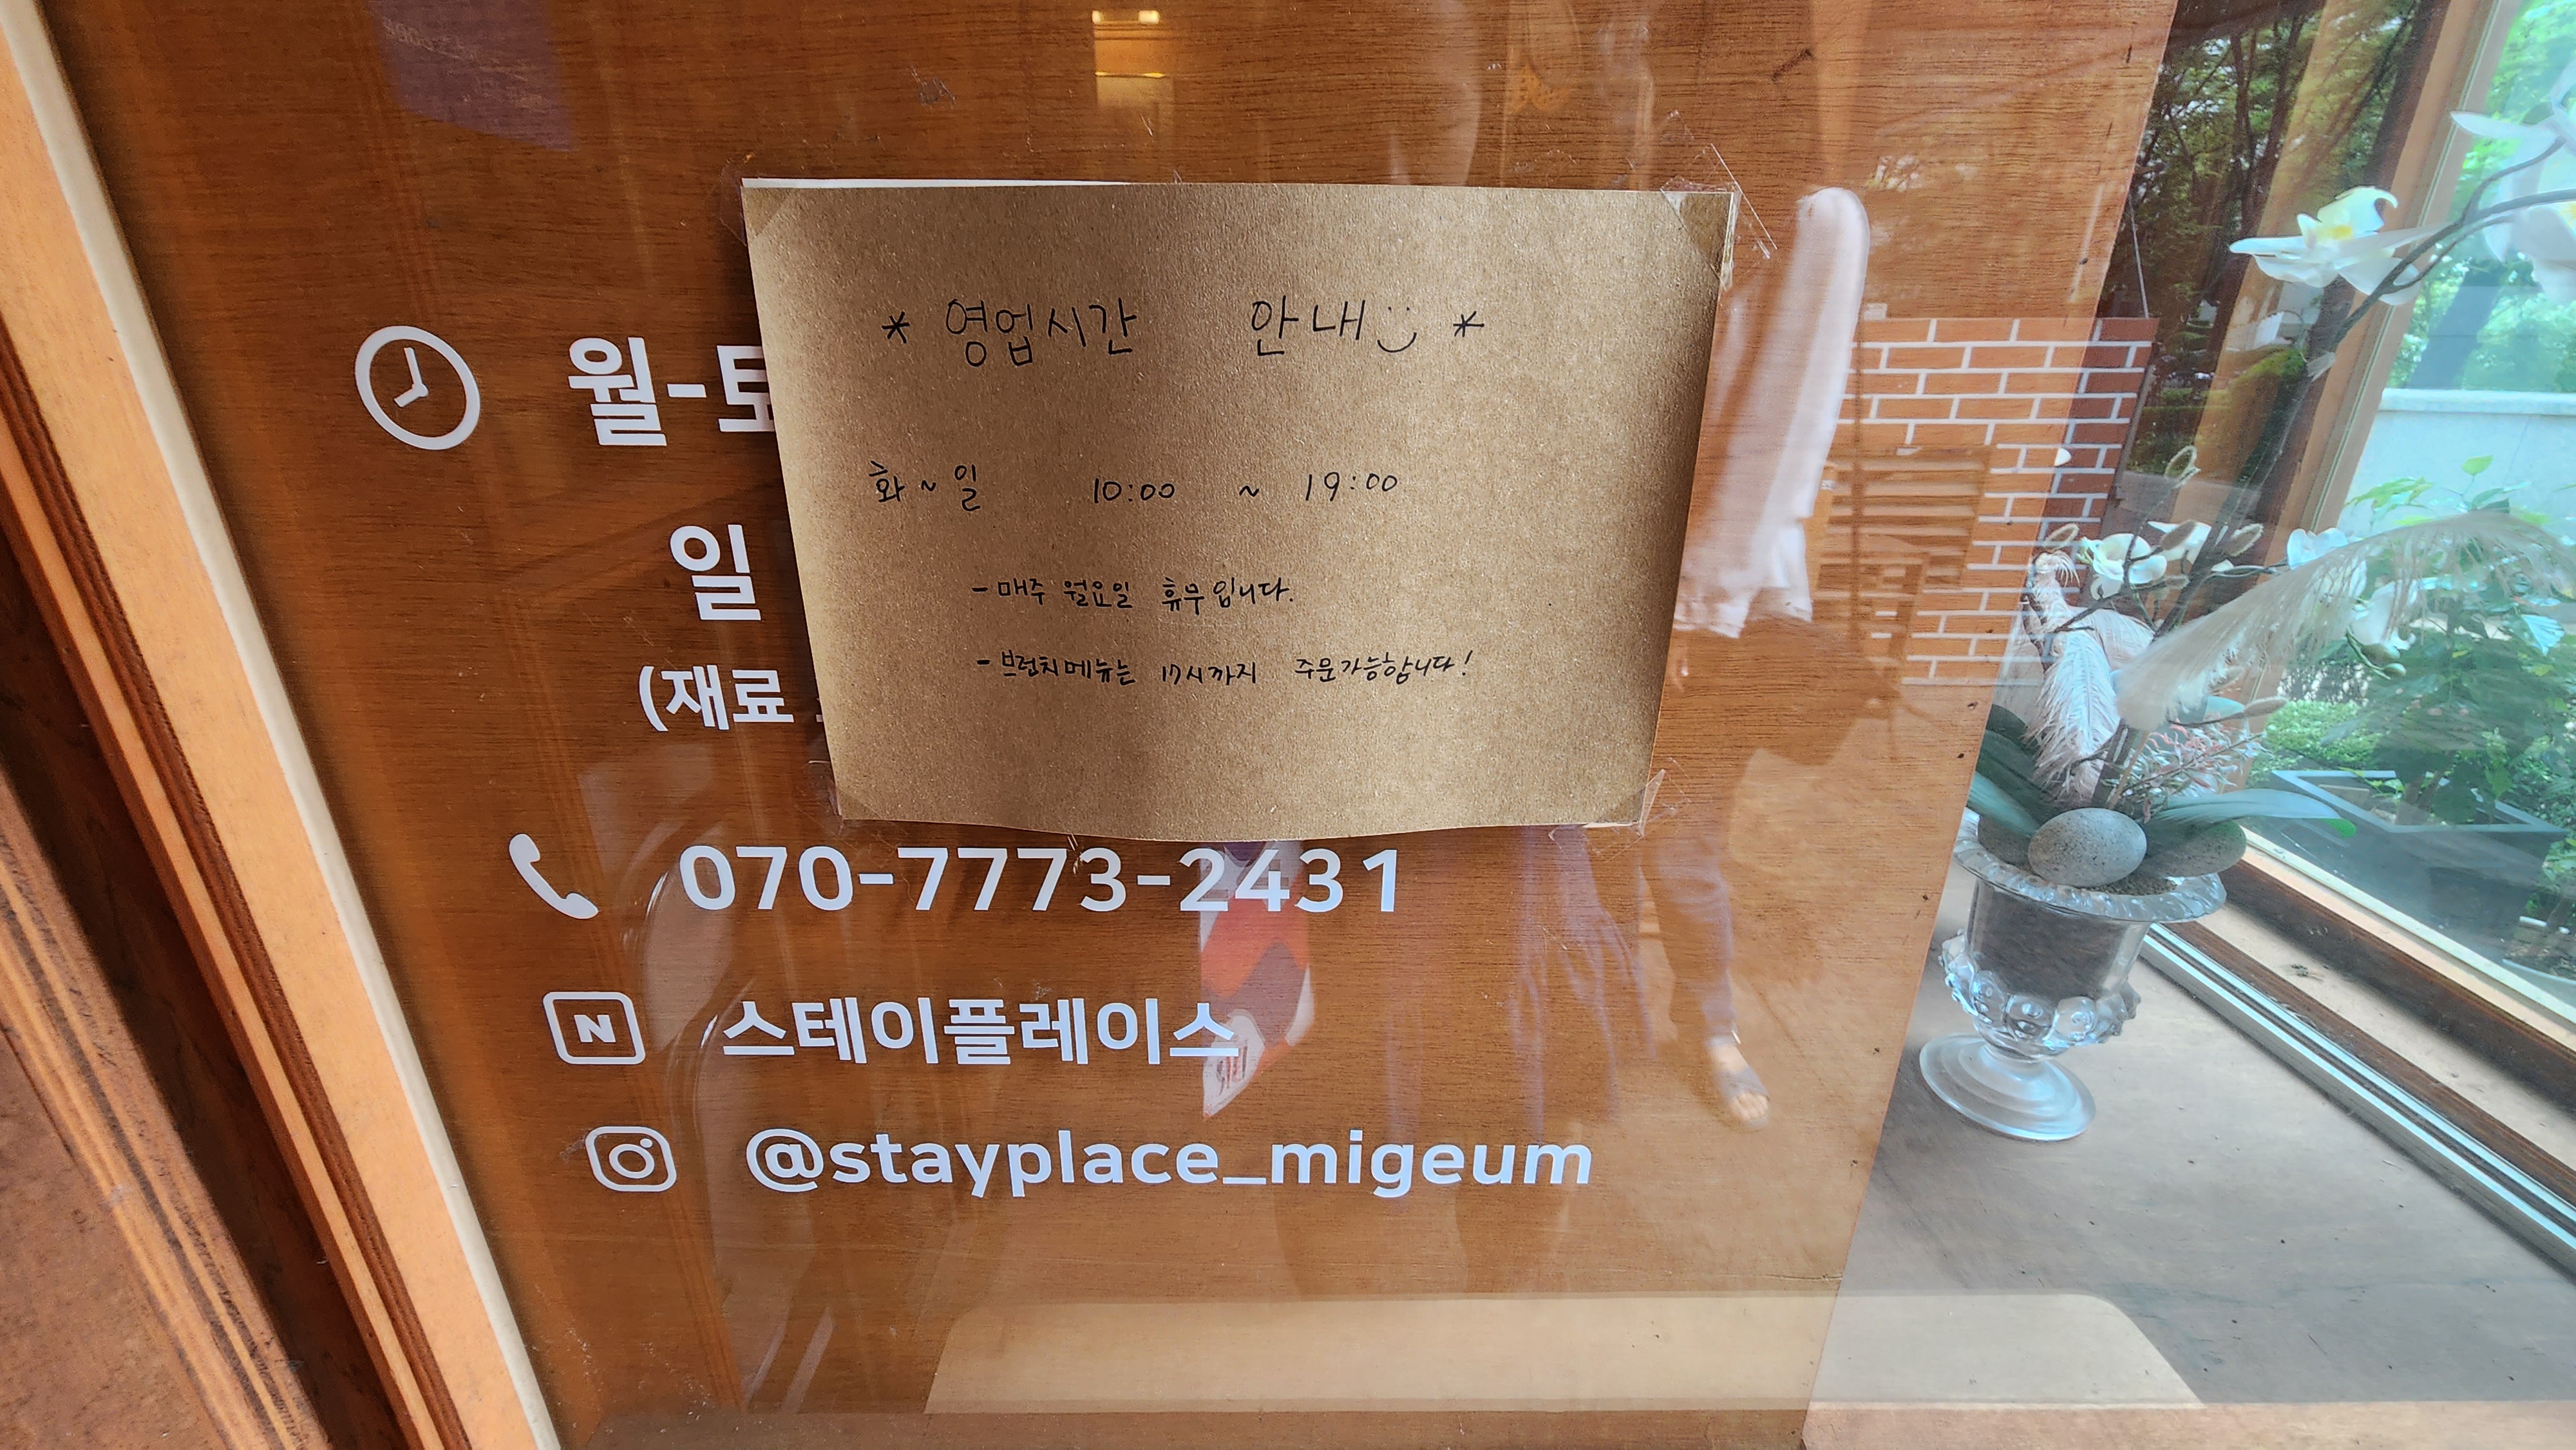 * 영업시간 안내 *
화 ~ 일 10:00 ~ 19:00
- 매주 월요일 휴무입니다.
- 브런치메뉴는 17시까지 주문가능합니다!
월-토
일
(재료
070-7773-2431
N 스테이플레이스
@stayplace_migeum